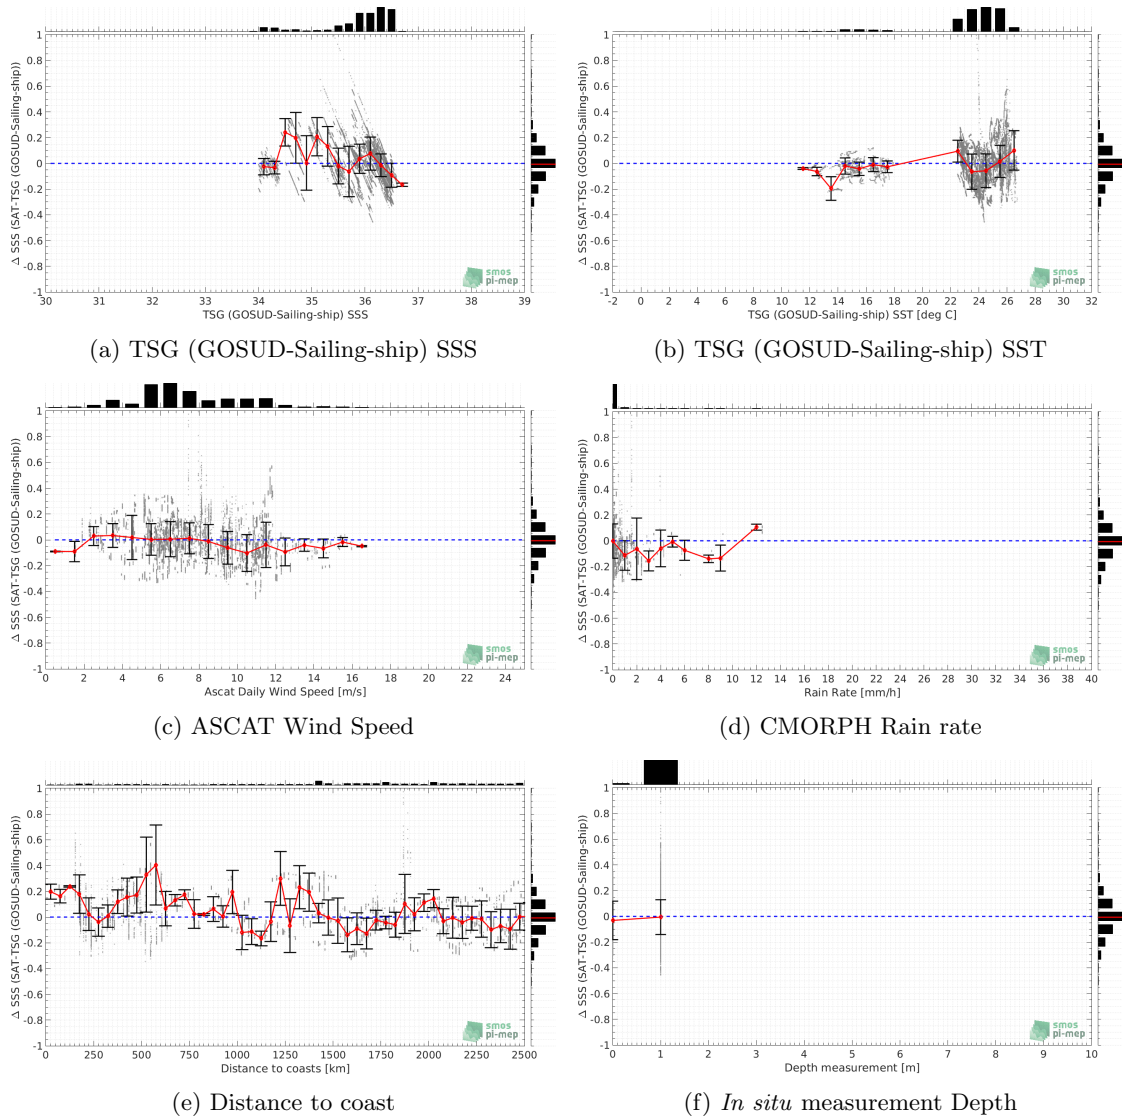 Δ SSS (SAT-TSG (GOSUD-Sailing-ship))
1
0.8
0.6
0.4
0.2
0
-0.2
-0.4
-0.6
-0.8
-1
30 31 32 33 34 35 36 37 38 39
TSG (GOSUD-Sailing-ship) SSS
smos
pi-mep
(a) TSG (GOSUD-Sailing-ship) SSS
Δ SSS (SAT-TSG (GOSUD-Sailing-ship))
1
0.8
0.6
0.4
0.2
0
-0.2
-0.4
-0.6
-0.8
-1
-2 0 2 4 6 8 10 12 14 16 18 20 22 24 26 28 30 32
TSG (GOSUD-Sailing-ship) SST [deg C]
smos
pi-mep
(b) TSG (GOSUD-Sailing-ship) SST
Δ SSS (SAT-TSG (GOSUD-Sailing-ship))
1
0.8
0.6
0.4
0.2
0
-0.2
-0.4
-0.6
-0.8
-1
0 2 4 6 8 10 12 14 16 18 20 22 24
Ascat Daily Wind Speed [m/s]
smos
pi-mep
(c) ASCAT Wind Speed
Δ SSS (SAT-TSG (GOSUD-Sailing-ship))
1
0.8
0.6
0.4
0.2
0
-0.2
-0.4
-0.6
-0.8
-1
0 2 4 6 8 10 12 14 16 18 20 22 24 26 28 30 32 34 36 38 40
Rain Rate [mm/h]
smos
pi-mep
(d) CMORPH Rain rate
Δ SSS (SAT-TSG (GOSUD-Sailing-ship))
1
0.8
0.6
0.4
0.2
0
-0.2
-0.4
-0.6
-0.8
-1
0 250 500 750 1000 1250 1500 1750 2000 2250 2500
Distance to coasts [km]
smos
pi-mep
(e) Distance to coast
Δ SSS (SAT-TSG (GOSUD-Sailing-ship))
1
0.8
0.6
0.4
0.2
0
-0.2
-0.4
-0.6
-0.8
-1
0 1 2 3 4 5 6 7 8 9 10
Depth measurement [m]
smos
pi-mep
(f) In situ measurement Depth